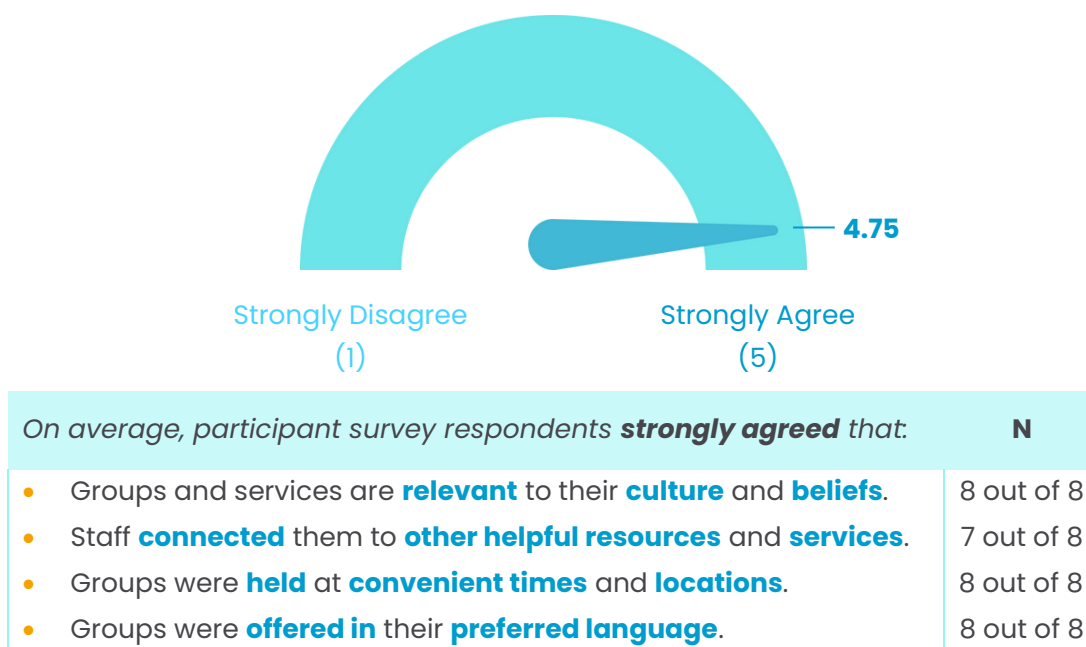 4.75
Strongly Disagree
(1)
Strongly Agree
(5)
On average, participant survey respondents strongly agreed that: N
• Groups and services are relevant to their culture and beliefs. 8 out of 8
• Staff connected them to other helpful resources and services. 7 out of 8
• Groups were held at convenient times and locations. 8 out of 8
• Groups were offered in their preferred language. 8 out of 8